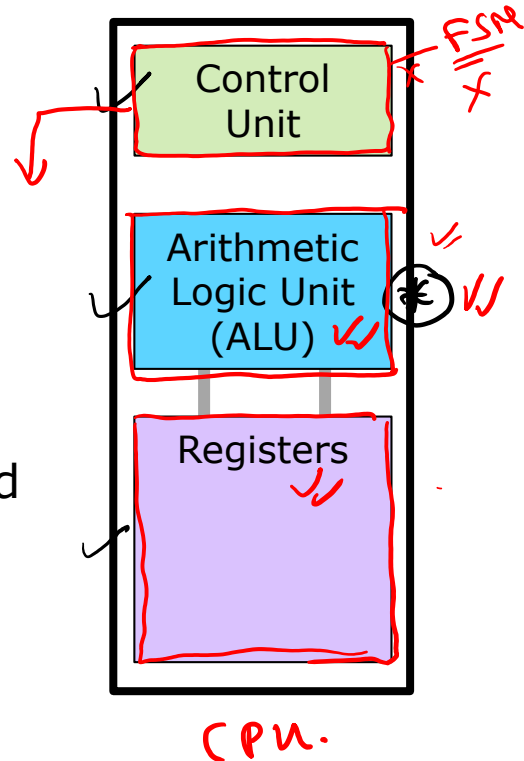 FSM
x
x
Control
Unit
Arithmetic
Logic Unit
(ALU)
*
Registers
d
CPU.